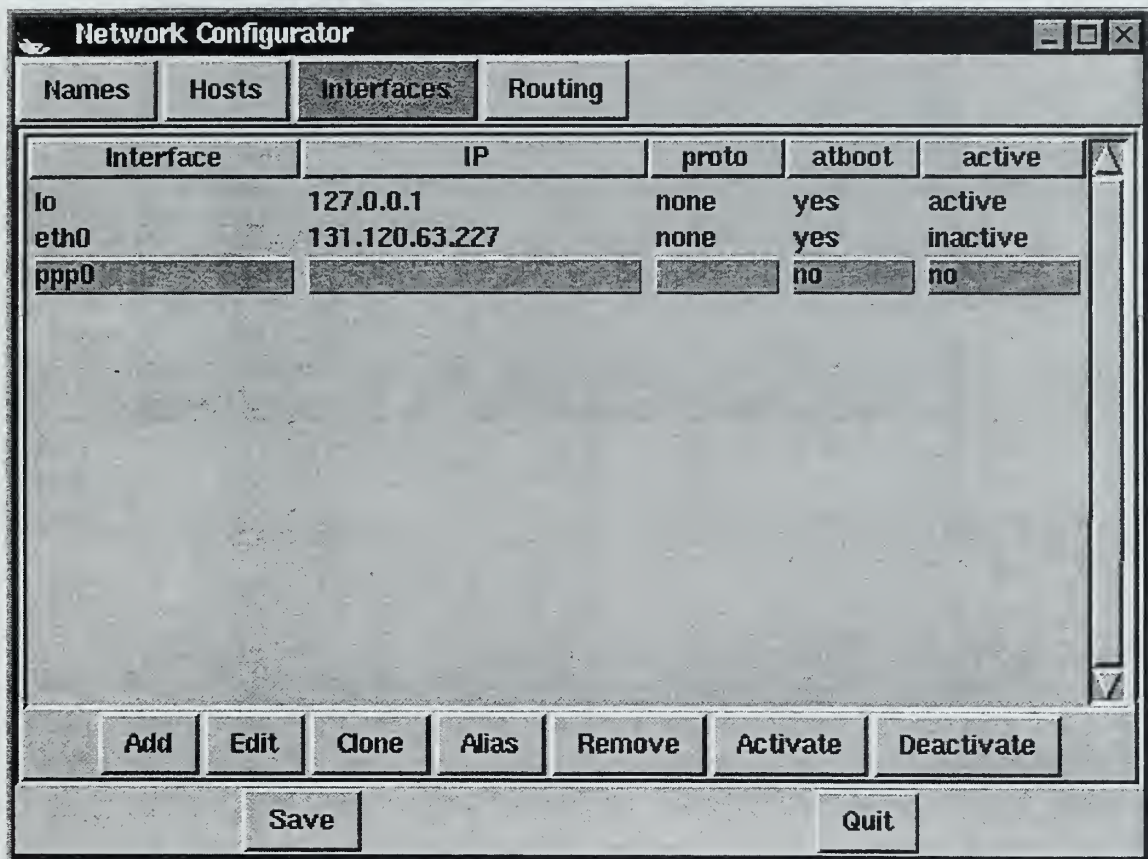 Network Configurator
Names Hosts Interfaces Routing
Interface IP proto atboot active
lo 127.0.0.1 none yes active
eth0 131.120.63.227 none yes inactive
ppp0 no no
Add Edit Clone Alias Remove Activate Deactivate
Save Quit